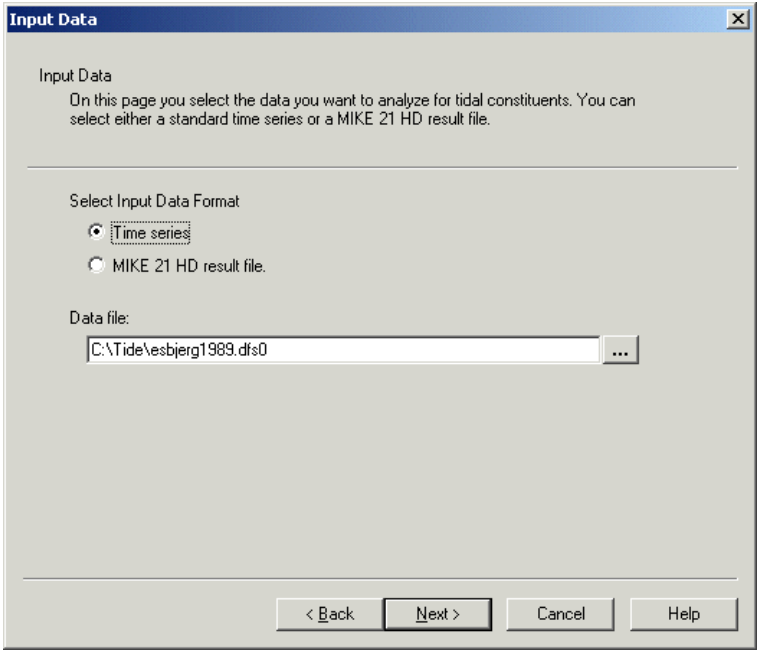 Input Data
Input Data
On this page you select the data you want to analyze for tidal constituents. You can
select either a standard time series or a MIKE 21 HD result file.
Select Input Data Format
Time series
MIKE 21 HD result file.
Data file:
C:\Tide\esbjerg1989.dfs0
...
< Back Next > Cancel Help